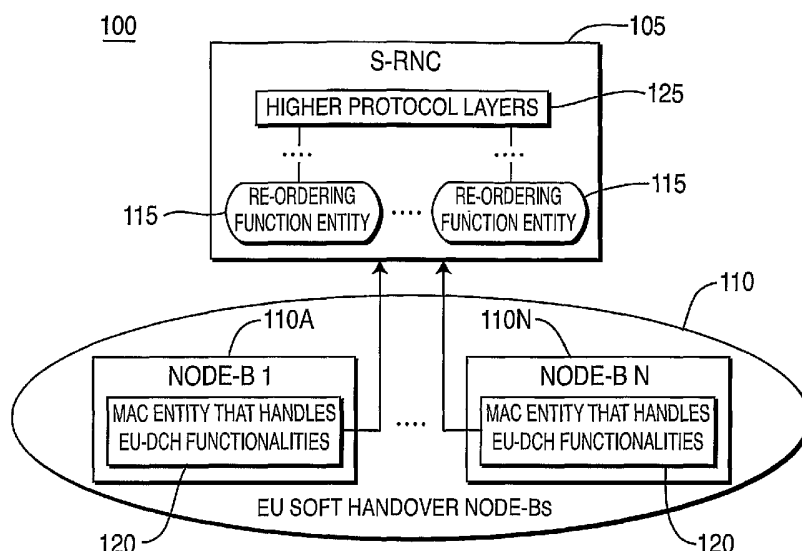 100
105
S-RNC
HIGHER PROTOCOL LAYERS
125
....
....
RE-ORDERING
FUNCTION ENTITY
....
RE-ORDERING
FUNCTION ENTITY
115
115
110
110A
110N
NODE-B 1
MAC ENTITY THAT HANDLES
EU-DCH FUNCTIONALITIES
....
NODE-B N
MAC ENTITY THAT HANDLES
EU-DCH FUNCTIONALITIES
EU SOFT HANDOVER NODE-Bs
120
120